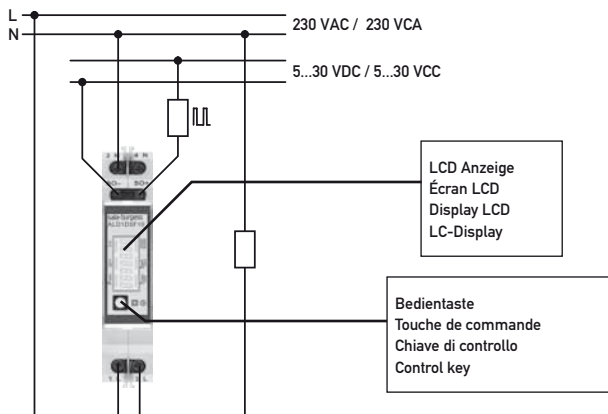 L
N
230 VAC / 230 VCA
5...30 VDC / 5...30 VCC
LCD Anzeige
Écran LCD
Display LCD
LC-Display
Bedientaste
Touche de commande
Chiave di controllo
Control key